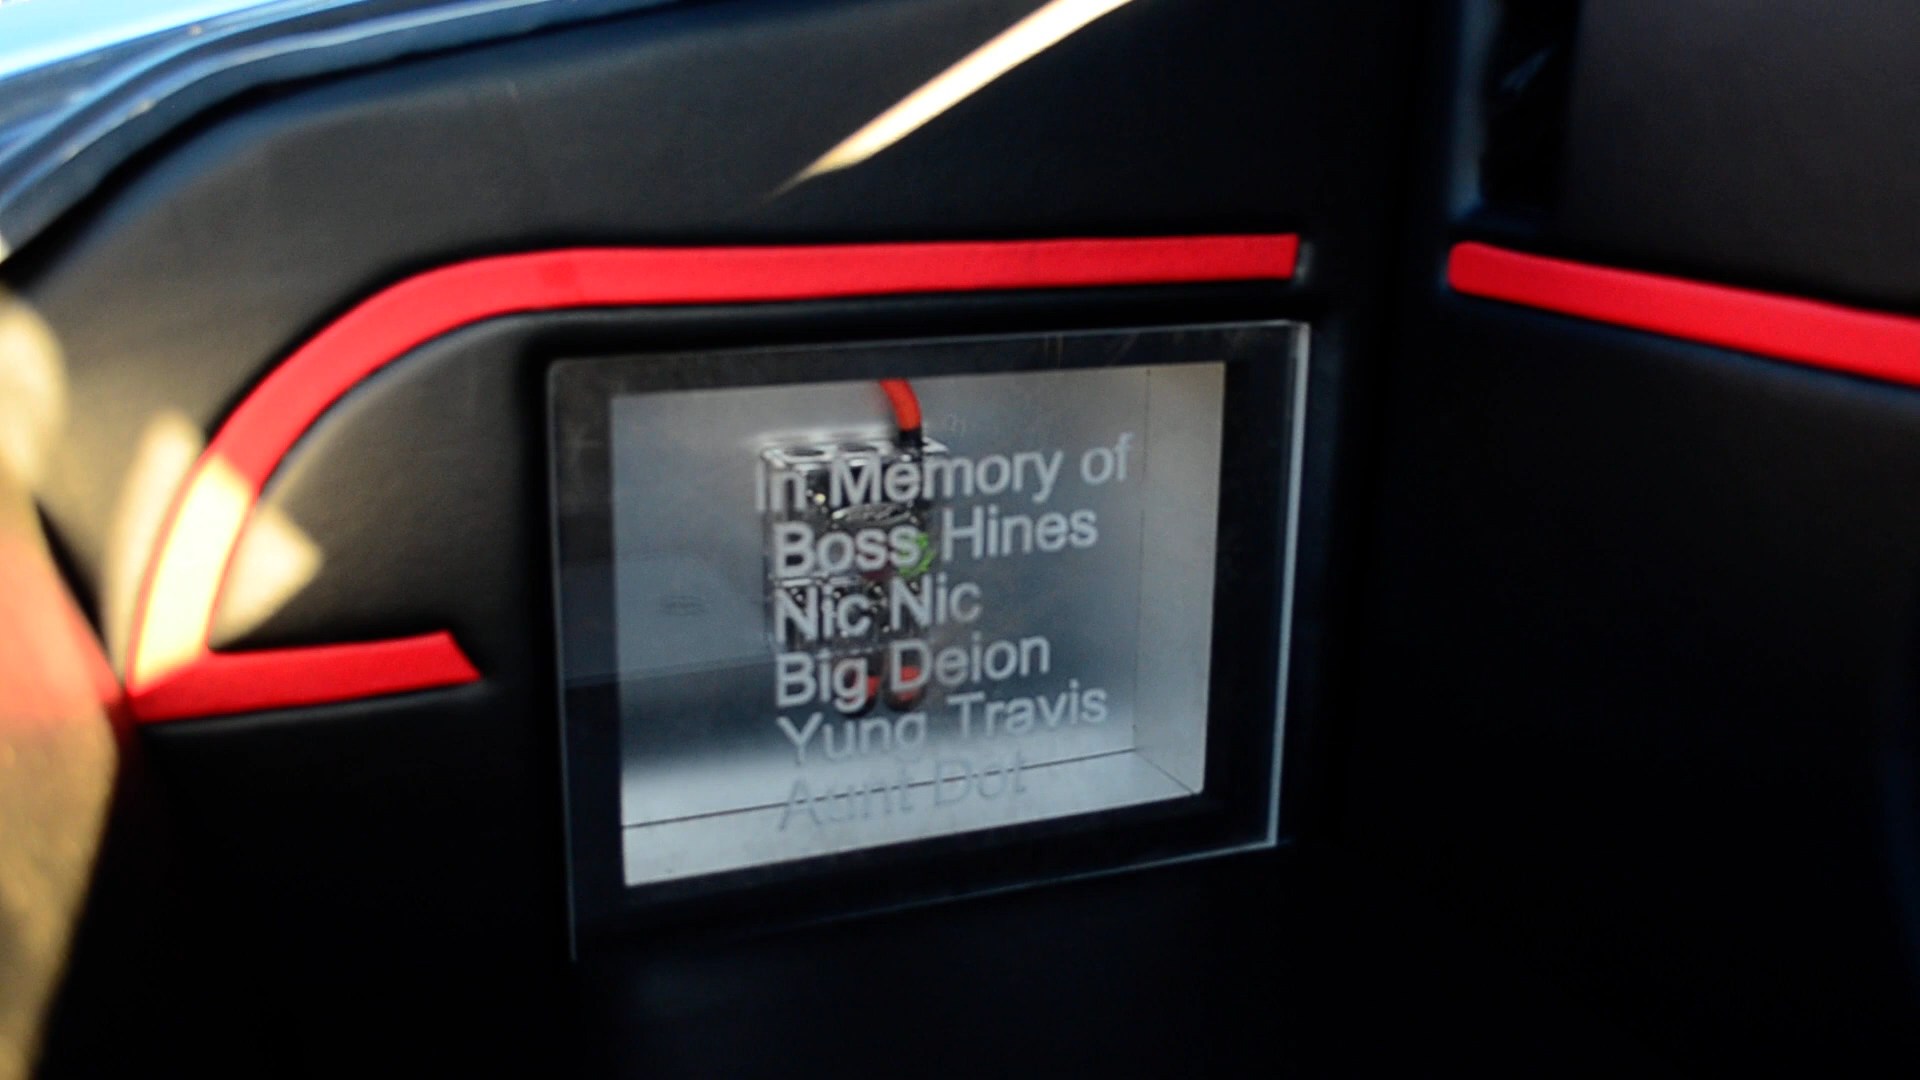 In Memory of
Boss Hines
Nic Nic
Big Deion
Yung Travis
Aunt Dot